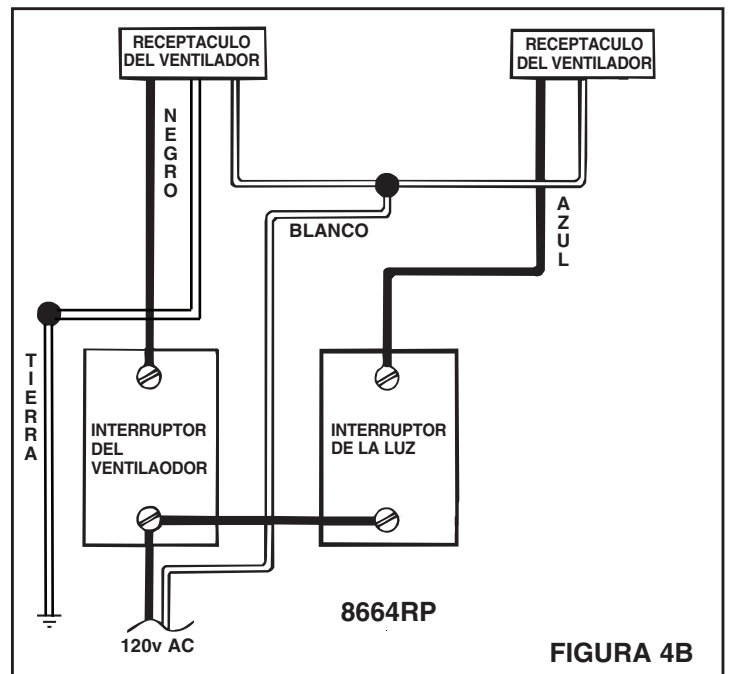 RECEPTACULO
DEL VENTILADOR
RECEPTACULO
DEL VENTILADOR
NEGRO
AZUL
BLANCO
TIERRA
INTERRUPTOR
DEL
VENTILAODOR
INTERRUPTOR
DE LA LUZ
8664RP
120v AC
FIGURA 4B